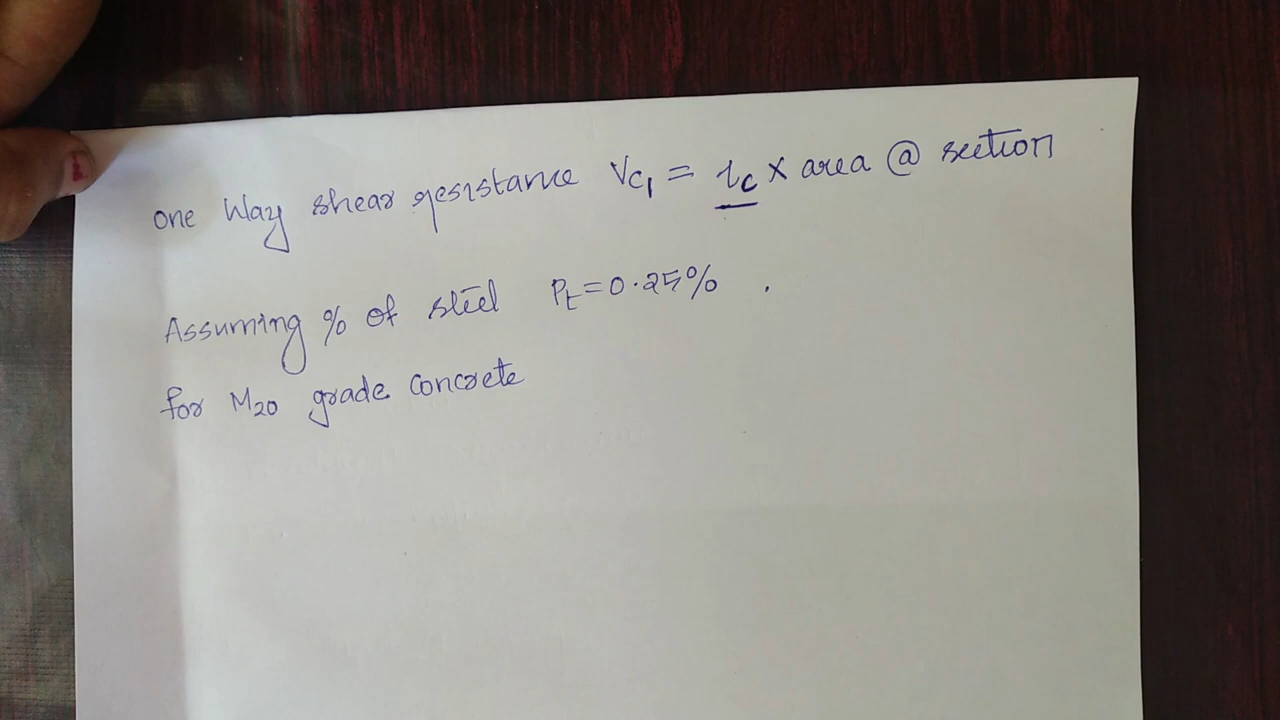 one Way shear resistance Vc1 = τc x area @ section
Assuming % of steel Pt = 0.25% .
for M20 grade concrete